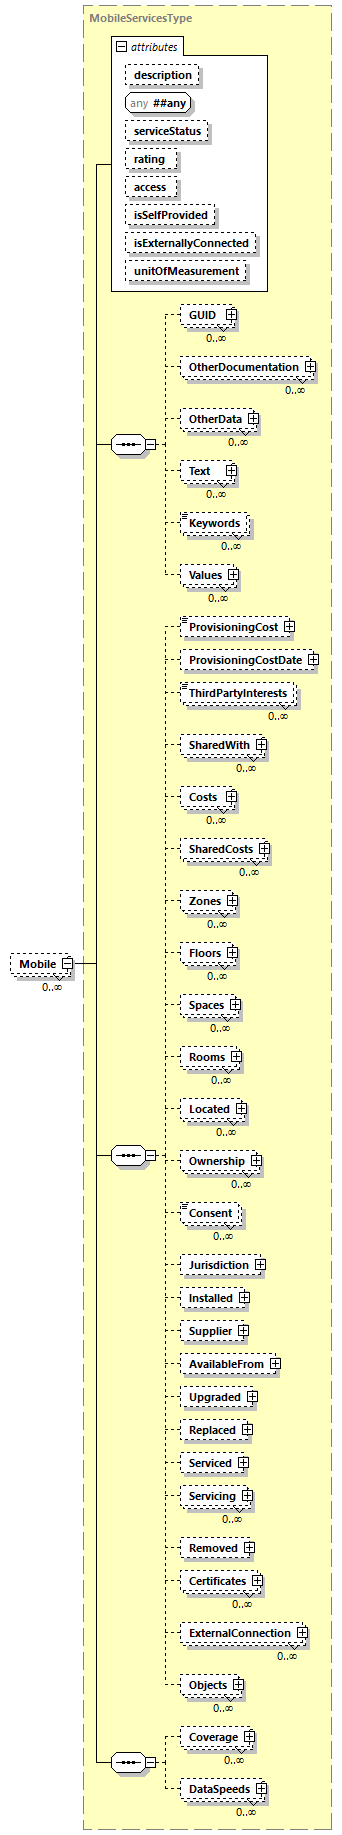 MobileServicesType
attributes
description
any ##any
serviceStatus
rating
access
isSelfProvided
isExternallyConnected
unitOfMeasurement
GUID
0..∞
OtherDocumentation
0..∞
OtherData
0..∞
Text
0..∞
Keywords
0..∞
Values
0..∞
ProvisioningCost
ProvisioningCostDate
ThirdPartyInterests
0..∞
SharedWith
0..∞
Costs
0..∞
SharedCosts
0..∞
Zones
0..∞
Floors
0..∞
Mobile
0..∞
Spaces
0..∞
Rooms
0..∞
Located
0..∞
Ownership
0..∞
Consent
0..∞
Jurisdiction
Installed
Supplier
AvailableFrom
Upgraded
Replaced
Serviced
Servicing
0..∞
Removed
Certificates
0..∞
ExternalConnection
0..∞
Objects
0..∞
Coverage
0..∞
DataSpeeds
0..∞